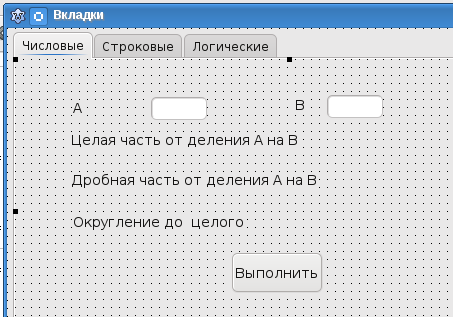 Вкладки
Числовые Строковые Логические
А В
Целая часть от деления А на В
Дробная часть от деления А на В
Округление до  целого
Выполнить